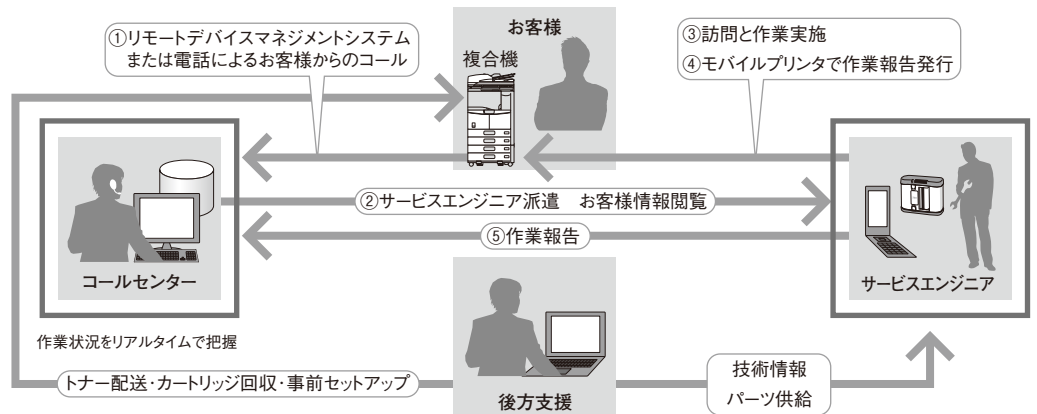 ①リモートデバイスマネジメントシステム
または電話によるお客様からのコール
お客様
複合機
③訪問と作業実施
④モバイルプリンタで作業報告発行
②サービスエンジニア派遣　お客様情報閲覧
⑤作業報告
コールセンター
サービスエンジニア
作業状況をリアルタイムで把握
トナー配送・カートリッジ回収・事前セットアップ
技術情報
パーツ供給
後方支援